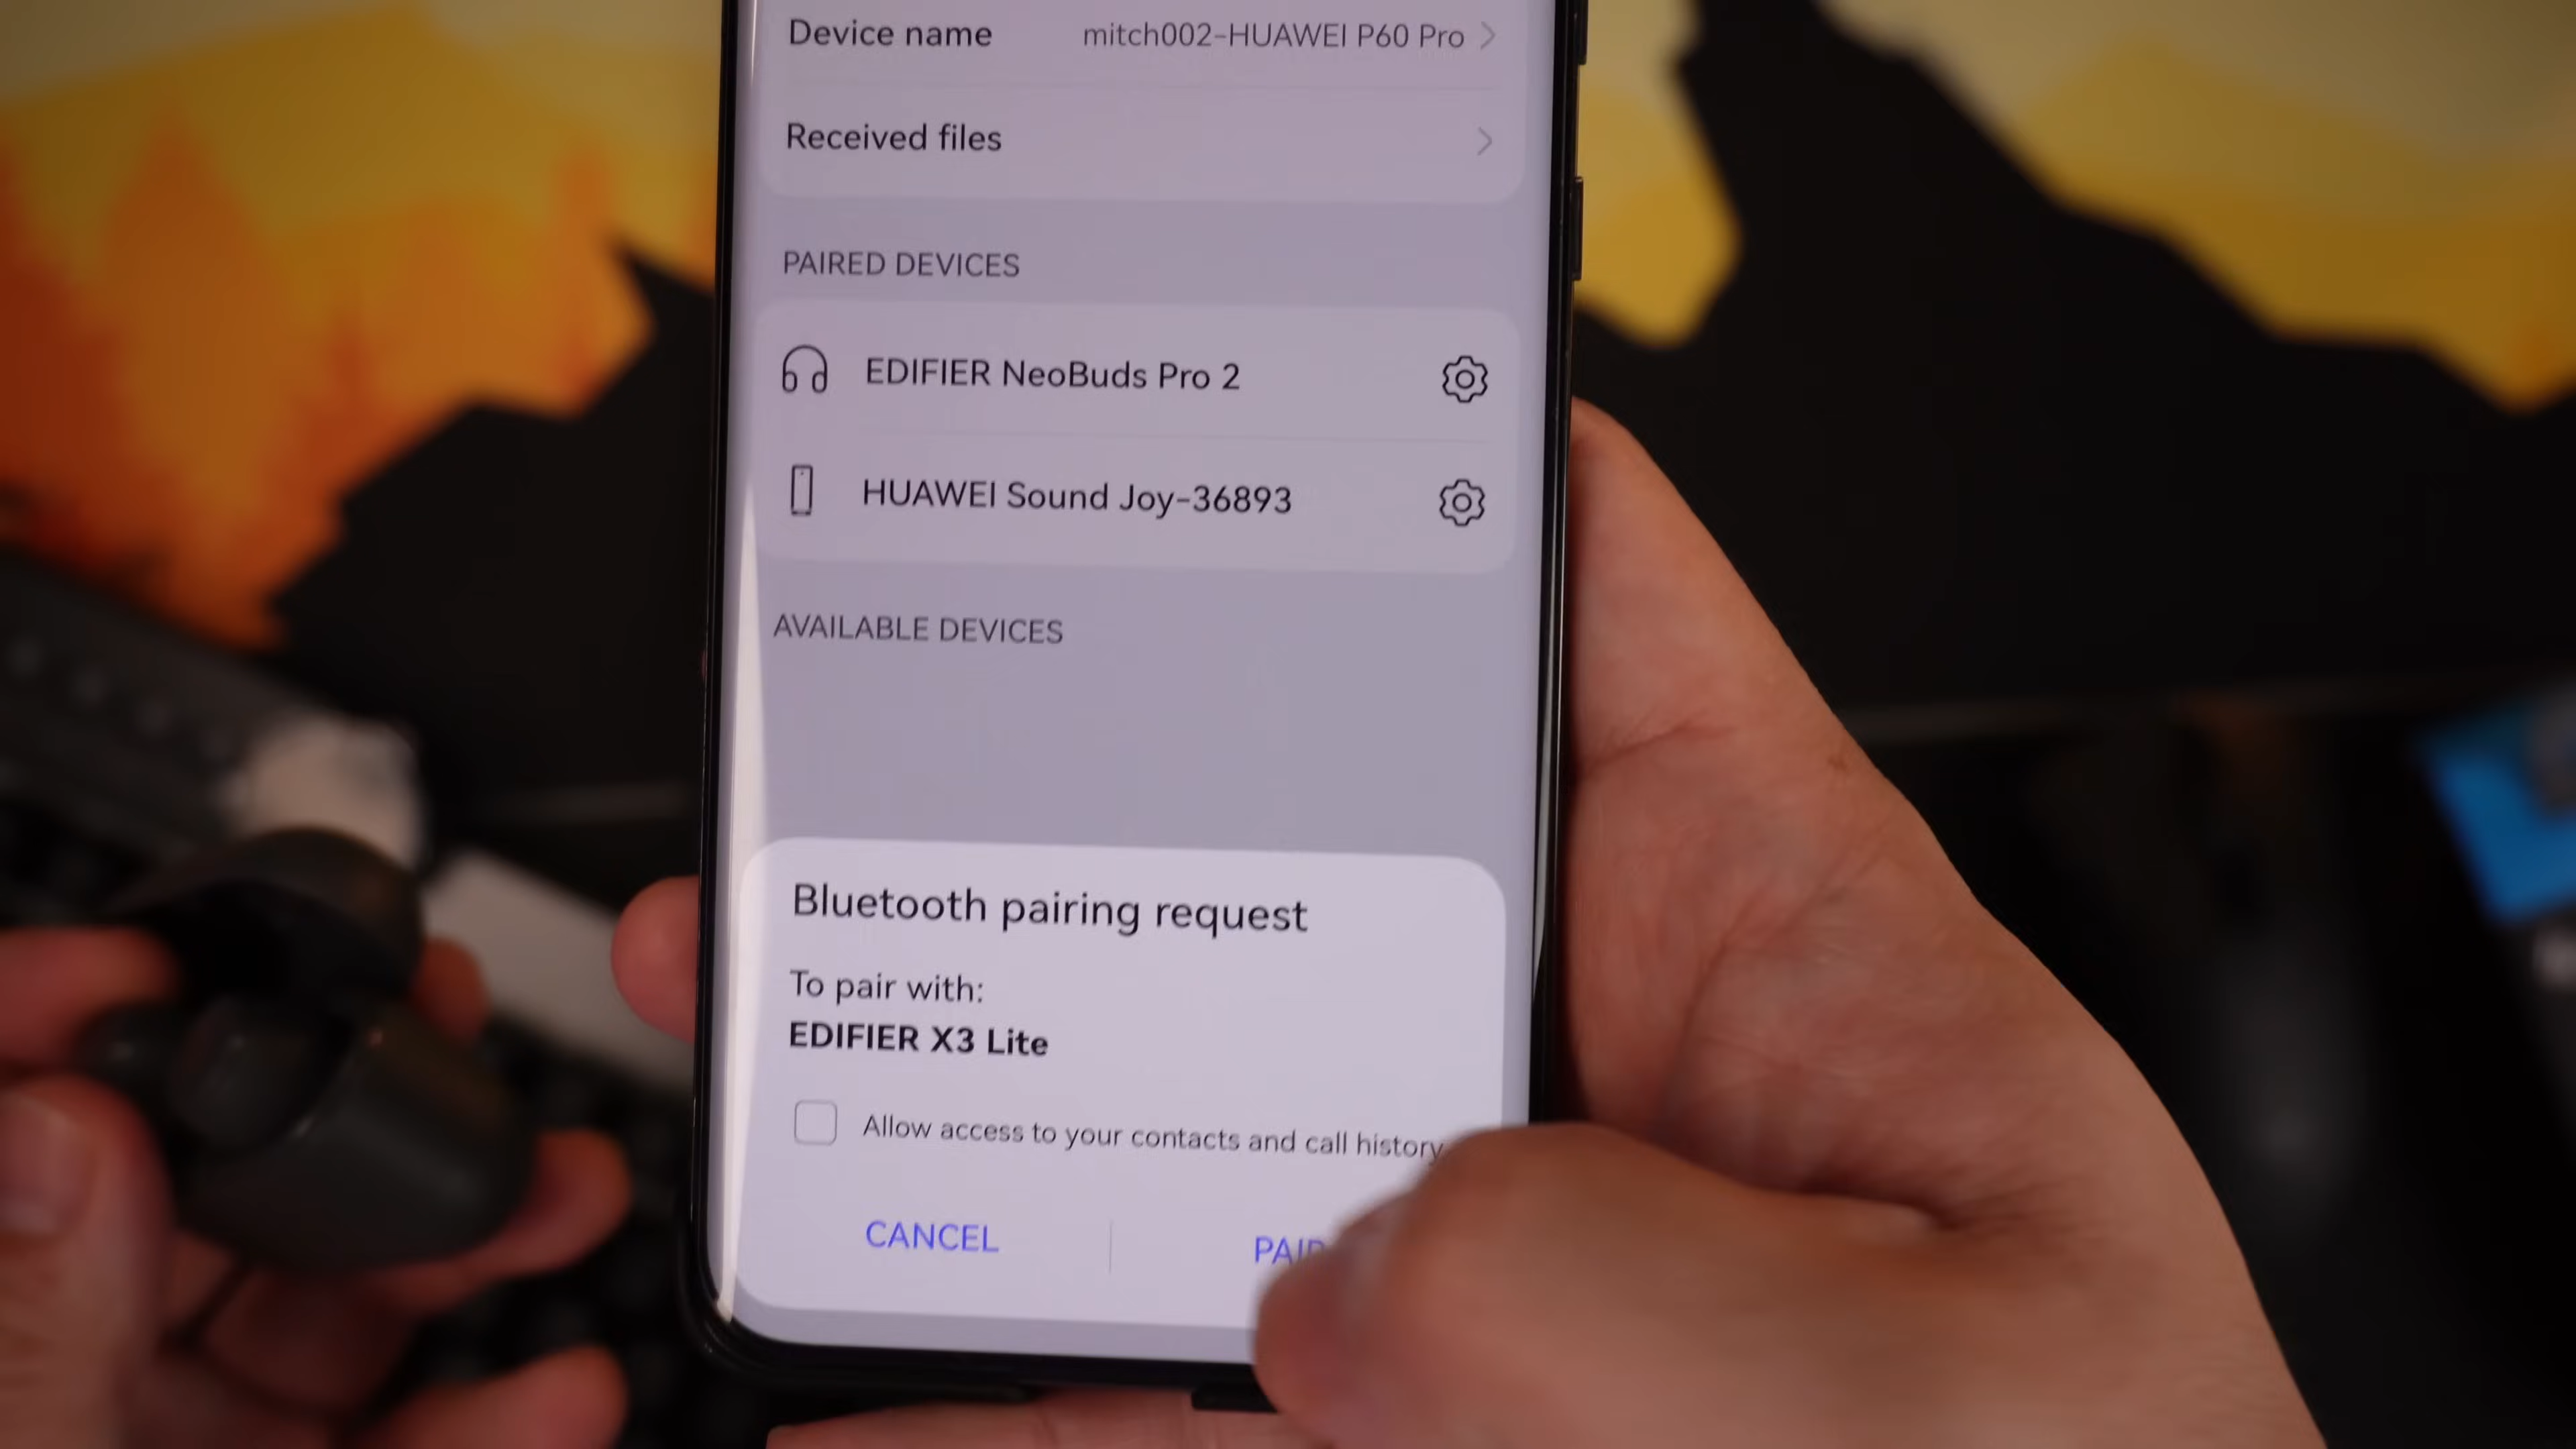 Device name mitch002-HUAWEI P60 Pro
Received files
PAIRED DEVICES
EDIFIER NeoBuds Pro 2
HUAWEI Sound Joy-36893
AVAILABLE DEVICES
Bluetooth pairing request
To pair with:
EDIFIER X3 Lite
Allow access to your contacts and call history
CANCEL PAIR